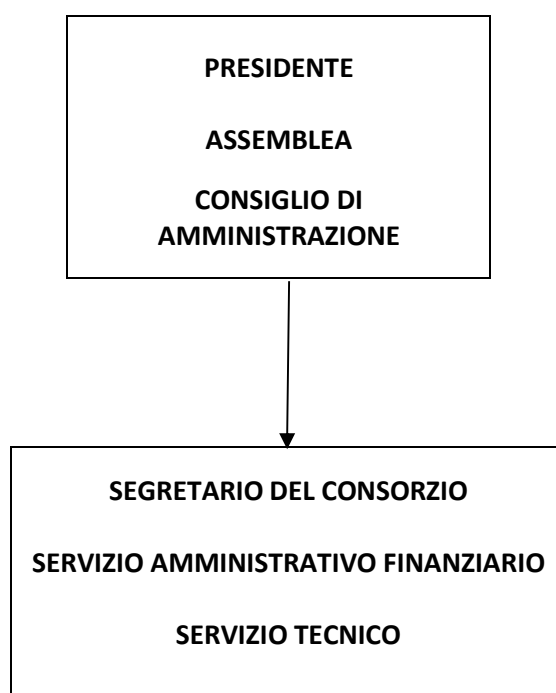 PRESIDENTE
ASSEMBLEA
CONSIGLIO DI
AMMINISTRAZIONE
SEGRETARIO DEL CONSORZIO
SERVIZIO AMMINISTRATIVO FINANZIARIO
SERVIZIO TECNICO